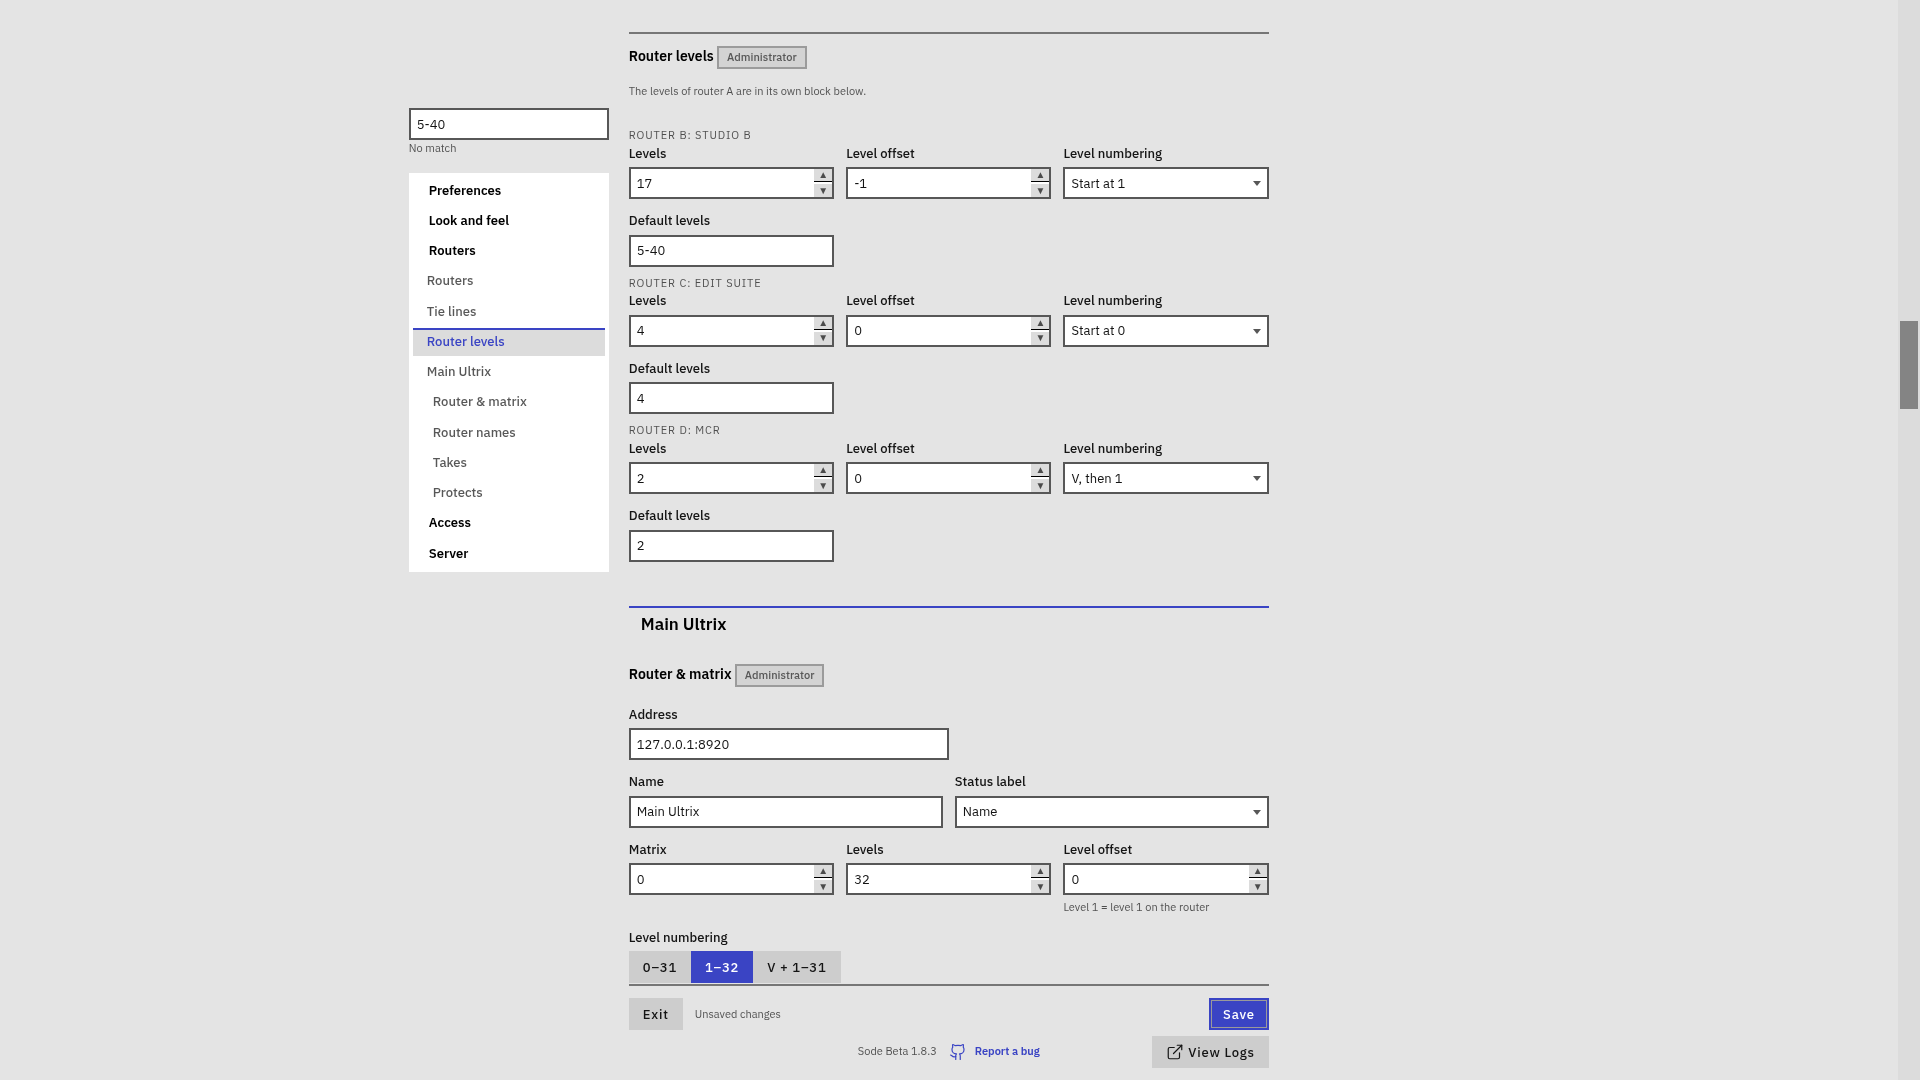 Router levels Administrator
The levels of router A are in its own block below.
5-40
No match
Preferences
Look and feel
Routers
Routers
Tie lines
Router levels
Main Ultrix
Router & matrix
Router names
Takes
Protects
Access
Server
ROUTER B: STUDIO B
Levels Level offset Level numbering
17 -1 Start at 1
Default levels
5-40
ROUTER C: EDIT SUITE
Levels Level offset Level numbering
4 0 Start at 0
Default levels
4
ROUTER D: MCR
Levels Level offset Level numbering
2 0 V, then 1
Default levels
2
Main Ultrix
Router & matrix Administrator
Address
127.0.0.1:8920
Name Status label
Main Ultrix Name
Matrix Levels Level offset
0 32 0
Level 1 = level 1 on the router
Level numbering
0–31 1–32 V + 1–31
Exit Unsaved changes Save
Sode Beta 1.8.3 Report a bug View Logs